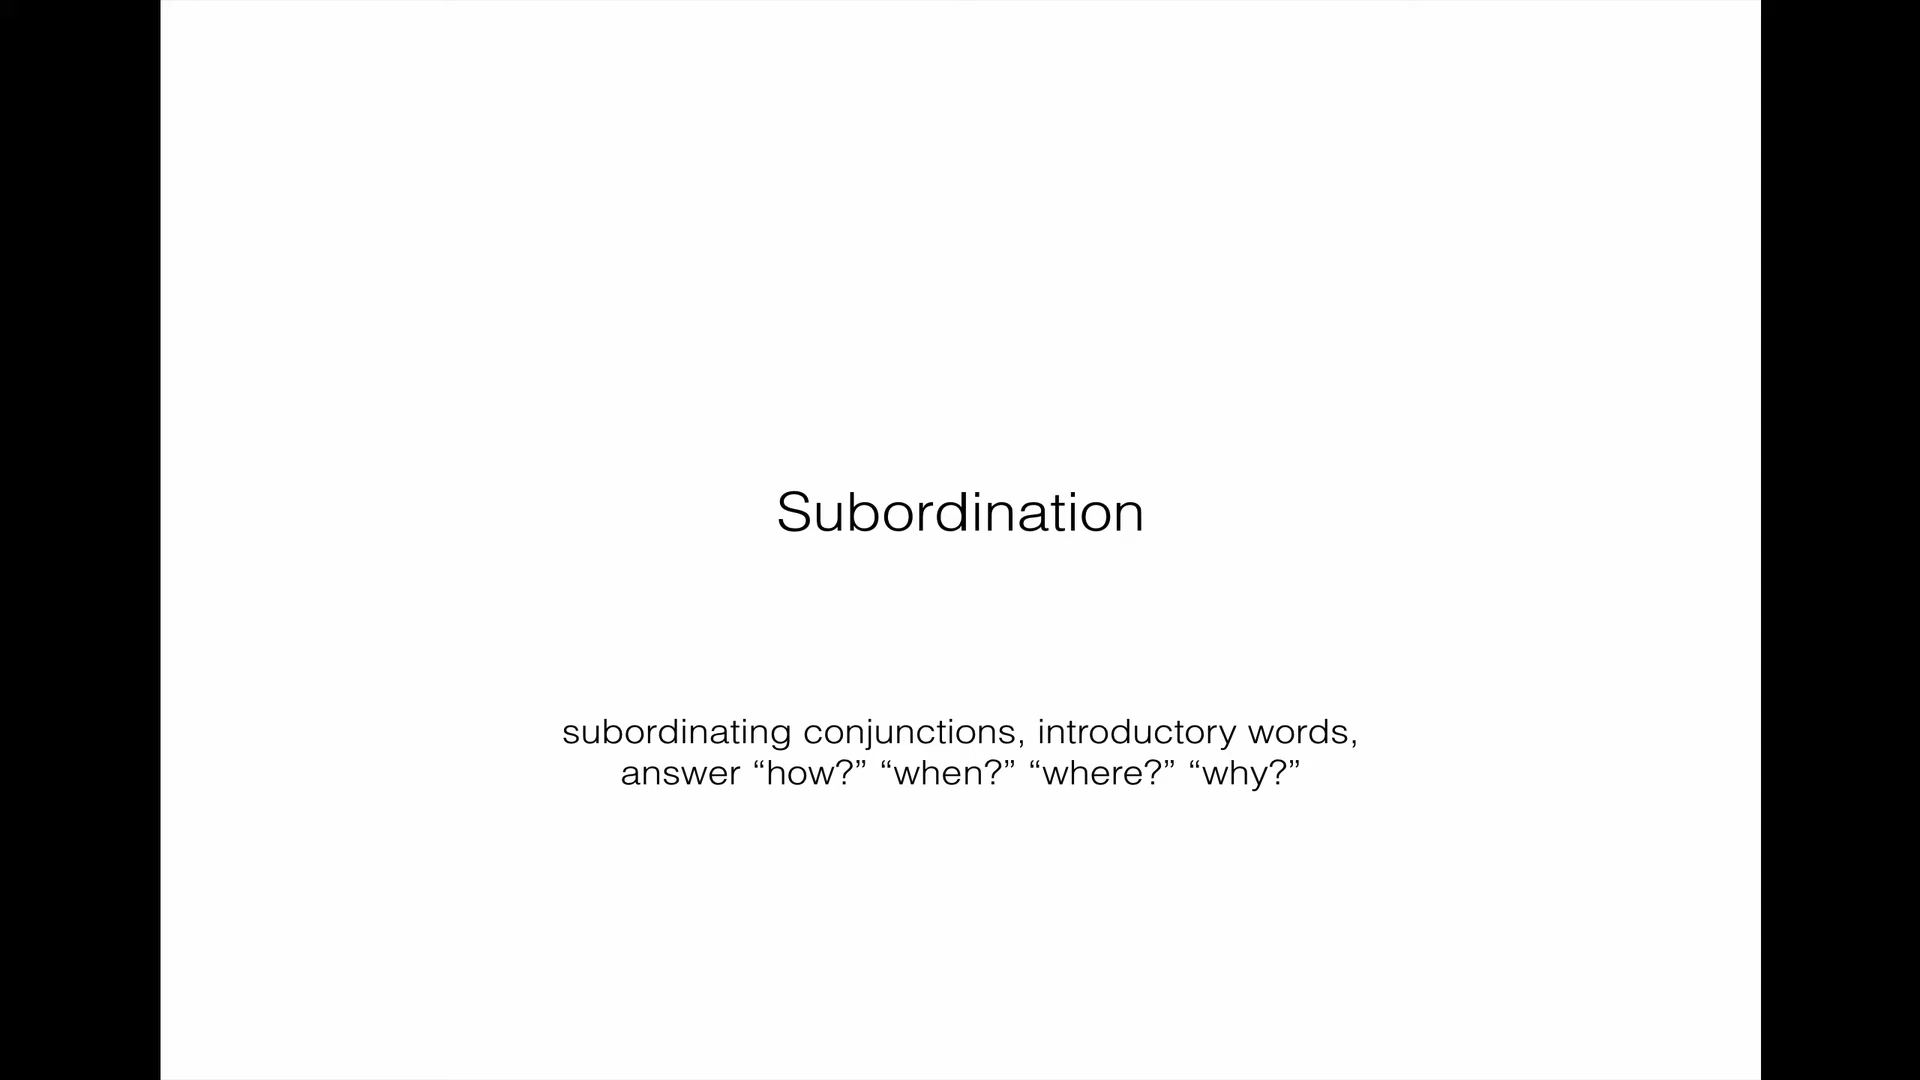 Subordination
subordinating conjunctions, introductory words,
answer “how?” “when?” “where?” “why?”